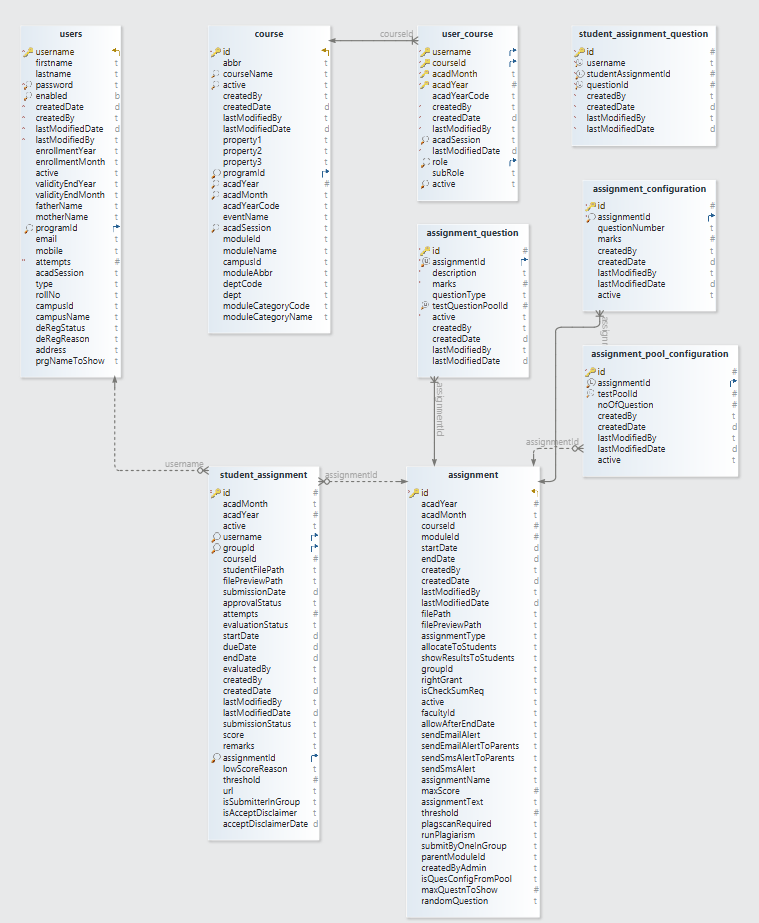 users
username t
firstname t
lastname t
password t
enabled b
createdDate d
createdBy t
lastModifiedDate d
lastModifiedBy t
enrollmentYear t
enrollmentMonth t
active t
validityEndYear t
validityEndMonth t
fatherName t
motherName t
programId
email t
mobile t
attempts #
acadSession t
type t
rollNo t
campusId t
campusName t
deRegStatus t
deRegReason t
address t
prgNameToShow t
course
id
abbr t
courseName t
active t
createdBy t
createdDate d
lastModifiedBy t
lastModifiedDate d
property1 t
property2 t
property3 t
programId
acadYear #
acadMonth t
acadYearCode t
eventName t
acadSession t
moduleId t
moduleName t
campusId t
moduleAbbr t
deptCode t
dept t
moduleCategoryCode t
moduleCategoryName t
courseId
user_course
username
courseId
acadMonth t
acadYear #
acadYearCode t
createdBy t
createdDate d
lastModifiedBy t
acadSession t
lastModifiedDate d
role
subRole t
active t
student_assignment_question
id #
username t
studentAssignmentId #
questionId #
createdBy t
createdDate d
lastModifiedBy t
lastModifiedDate d
assignment_question
id #
assignmentId
description t
marks #
questionType t
testQuestionPoolId #
active t
createdBy t
createdDate d
lastModifiedBy t
lastModifiedDate d
assignment_configuration
id #
assignmentId
questionNumber t
marks #
createdBy t
createdDate d
lastModifiedBy t
lastModifiedDate d
active t
assignm
assignment_pool_configuration
id #
assignmentId
testPoolId #
noOfQuestion #
createdBy t
createdDate d
lastModifiedBy t
lastModifiedDate d
active t
assignmentId
assignmentId
username
student_assignment
id #
acadMonth t
acadYear #
active t
username
groupId
courseId #
studentFilePath t
filePreviewPath t
submissionDate d
approvalStatus t
attempts #
evaluationStatus t
startDate d
dueDate d
endDate d
evaluatedBy t
createdBy t
createdDate d
lastModifiedBy t
lastModifiedDate d
submissionStatus t
score t
remarks t
assignmentId
lowScoreReason t
threshold #
url t
isSubmitterInGroup t
isAcceptDisclaimer t
acceptDisclaimerDate d
assignmentId
assignment
id
acadYear #
acadMonth t
courseId #
moduleId #
startDate d
endDate d
createdBy t
createdDate d
lastModifiedBy t
lastModifiedDate d
filePath t
filePreviewPath t
assignmentType t
allocateToStudents t
showResultsToStudents t
groupId t
rightGrant t
isCheckSumReq t
active t
facultyId t
allowAfterEndDate t
sendEmailAlert t
sendEmailAlertToParents t
sendSmsAlertToParents t
sendSmsAlert t
assignmentName t
maxScore #
assignmentText t
threshold #
plagscanRequired t
runPlagiarism t
submitByOneInGroup t
parentModuleId t
createdByAdmin t
isQuesConfigFromPool t
maxQuestnToShow #
randomQuestion t